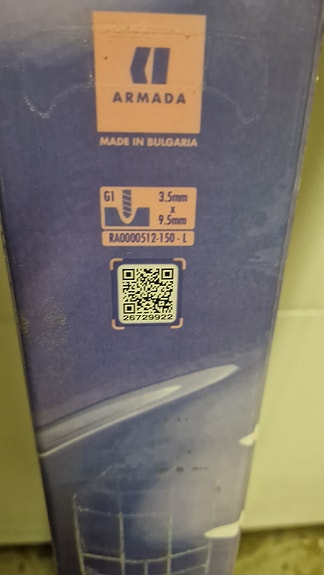 ARMADA
MADE IN BULGARIA
G1
3.5mm
x
9.5mm
RA0000512-150 - L
26729922